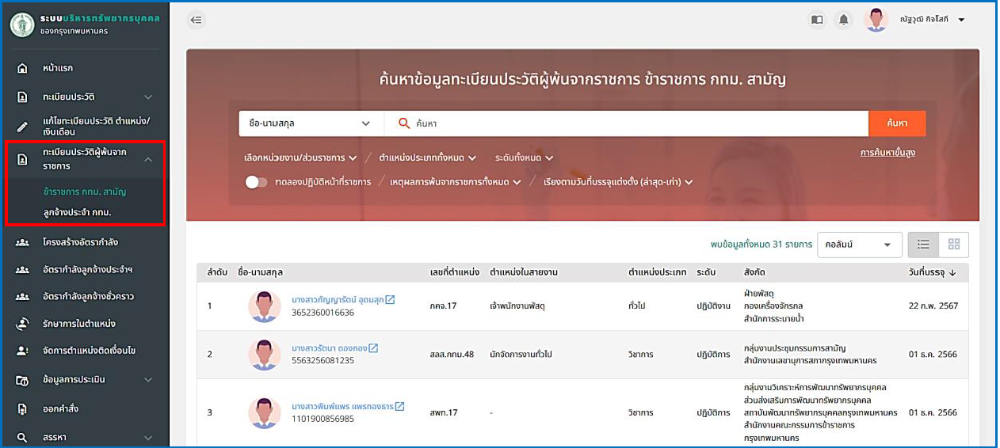 ระบบบริหารทรัพยากรบุคคล
ของกรุงเทพมหานคร
ณัฐวุฒิ กิจโสภี
หน้าแรก
ทะเบียนประวัติ
แก้ไขทะเบียนประวัติ ตำแหน่ง/
เงินเดือน
ทะเบียนประวัติผู้พ้นจาก
ราชการ
ข้าราชการ กทม. สามัญ
ลูกจ้างประจำ กทม.
โครงสร้างอัตรากำลัง
อัตรากำลังลูกจ้างประจำฯ
อัตรากำลังลูกจ้างชั่วคราว
รักษาการในตำแหน่ง
จัดการตำแหน่งติดเงื่อนไข
ข้อมูลการประเมิน
ออกคำสั่ง
สรรหา
ค้นหาข้อมูลทะเบียนประวัติผู้พ้นจากราชการ ข้าราชการ กทม. สามัญ
ชื่อ-นามสกุล ค้นหา ค้นหา
เลือกหน่วยงาน/ส่วนราชการ / ตำแหน่งประเภททั้งหมด ระดับทั้งหมด การค้นหาขั้นสูง
ทดลองปฏิบัติหน้าที่ราชการ / เหตุผลการพ้นจากราชการทั้งหมด / เรียงตามวันที่บรรจุแต่งตั้ง (ล่าสุด-เก่า)
พบข้อมูลทั้งหมด 31 รายการ คอลัมน์
ลำดับ ชื่อ-นามสกุล เลขที่ตำแหน่ง ตำแหน่งในสายงาน ตำแหน่งประเภท ระดับ สังกัด วันที่บรรจุ
1 นางสาวกัญญารัตน์ อุดมสุก 3652360016636 กคจ.17 เจ้าพนักงานพัสดุ ทั่วไป ปฏิบัติงาน ฝ่ายพัสดุ
กองเครื่องจักรกล
สำนักการระบายน้ำ 22 ก.พ. 2567
2 นางสาวรัตนา ดองกอง 5563256081235 สลส.กทม.48 นักจัดการงานทั่วไป วิชาการ ปฏิบัติการ กลุ่มงานประชุมกรรมการสามัญ
สำนักงานเลขานุการสภากรุงเทพมหานคร 01 ธ.ค. 2566
3 นางสาวพิมพ์แพร แพรทองธาร 1101900856985 สพท.17 - วิชาการ ปฏิบัติการ กลุ่มงานวิเคราะห์การพัฒนาทรัพยากรบุคคล
ส่วนส่งเสริมการพัฒนาทรัพยากรบุคคล
สถาบันพัฒนาทรัพยากรบุคคลกรุงเทพมหานคร 01 ธ.ค. 2566
สำนักงานคณะกรรมการข้าราชการ
กรุงเทพมหานคร